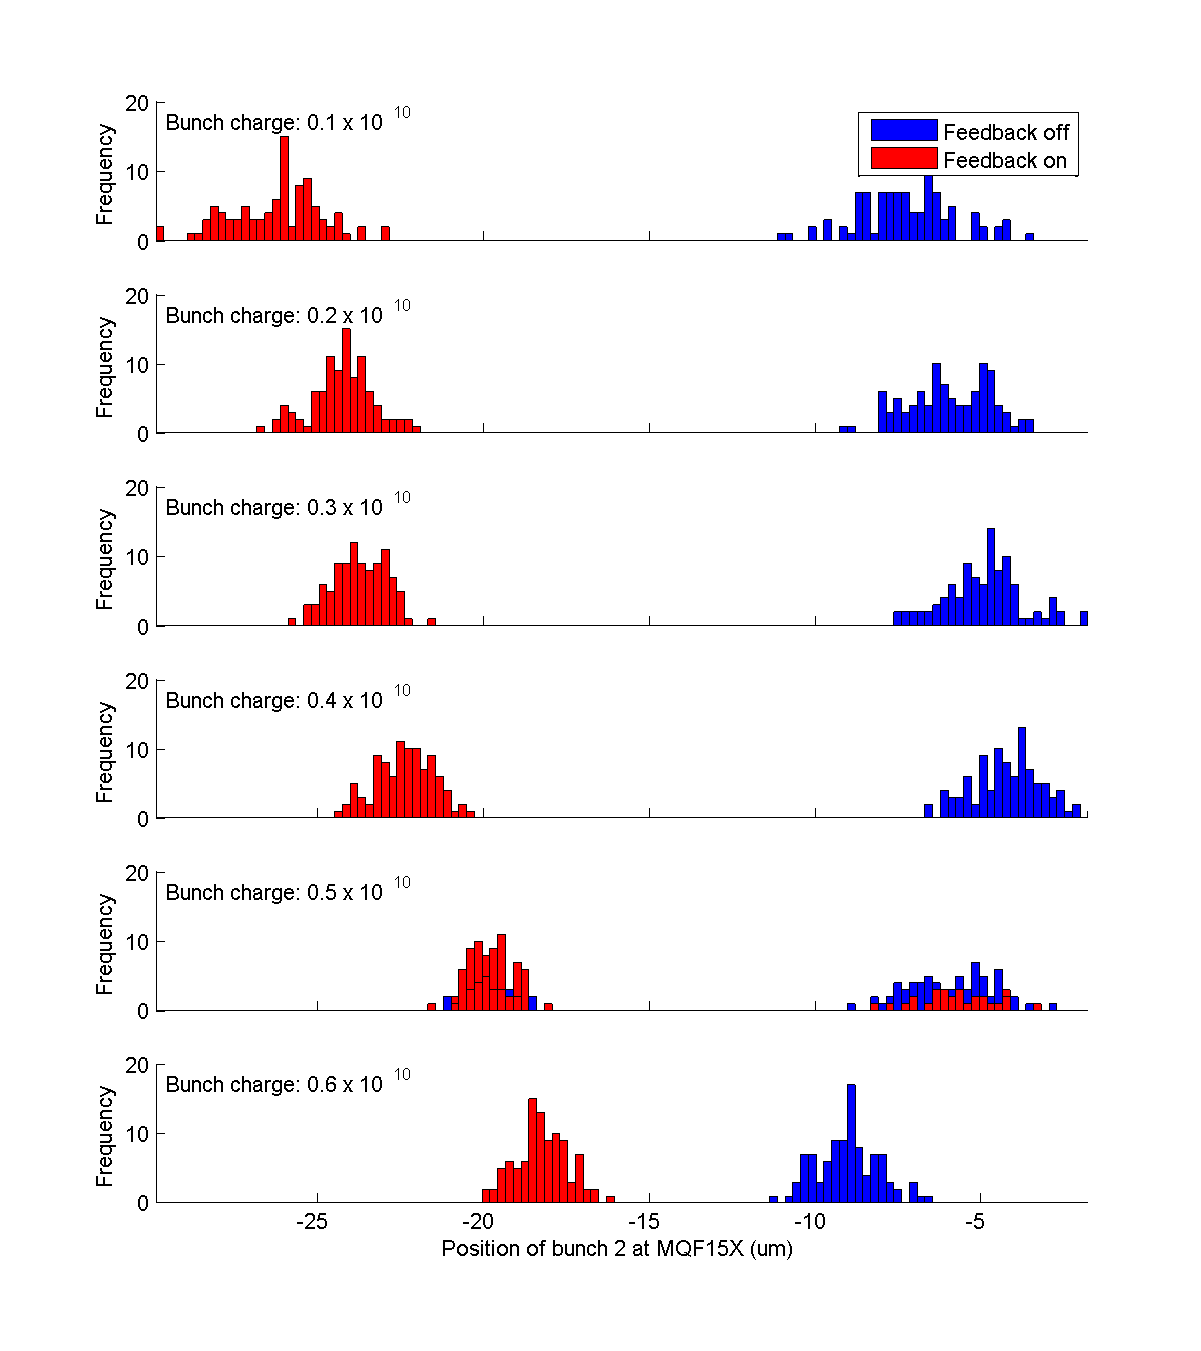 20
Bunch charge: 0.1 x 10 10
10
0
Frequency
Feedback off
Feedback on
20
Bunch charge: 0.2 x 10 10
10
0
Frequency
20
Bunch charge: 0.3 x 10 10
10
0
Frequency
20
Bunch charge: 0.4 x 10 10
10
0
Frequency
20
Bunch charge: 0.5 x 10 10
10
0
Frequency
20
Bunch charge: 0.6 x 10 10
10
0
Frequency
-25 -20 -15 -10 -5
Position of bunch 2 at MQF15X (um)